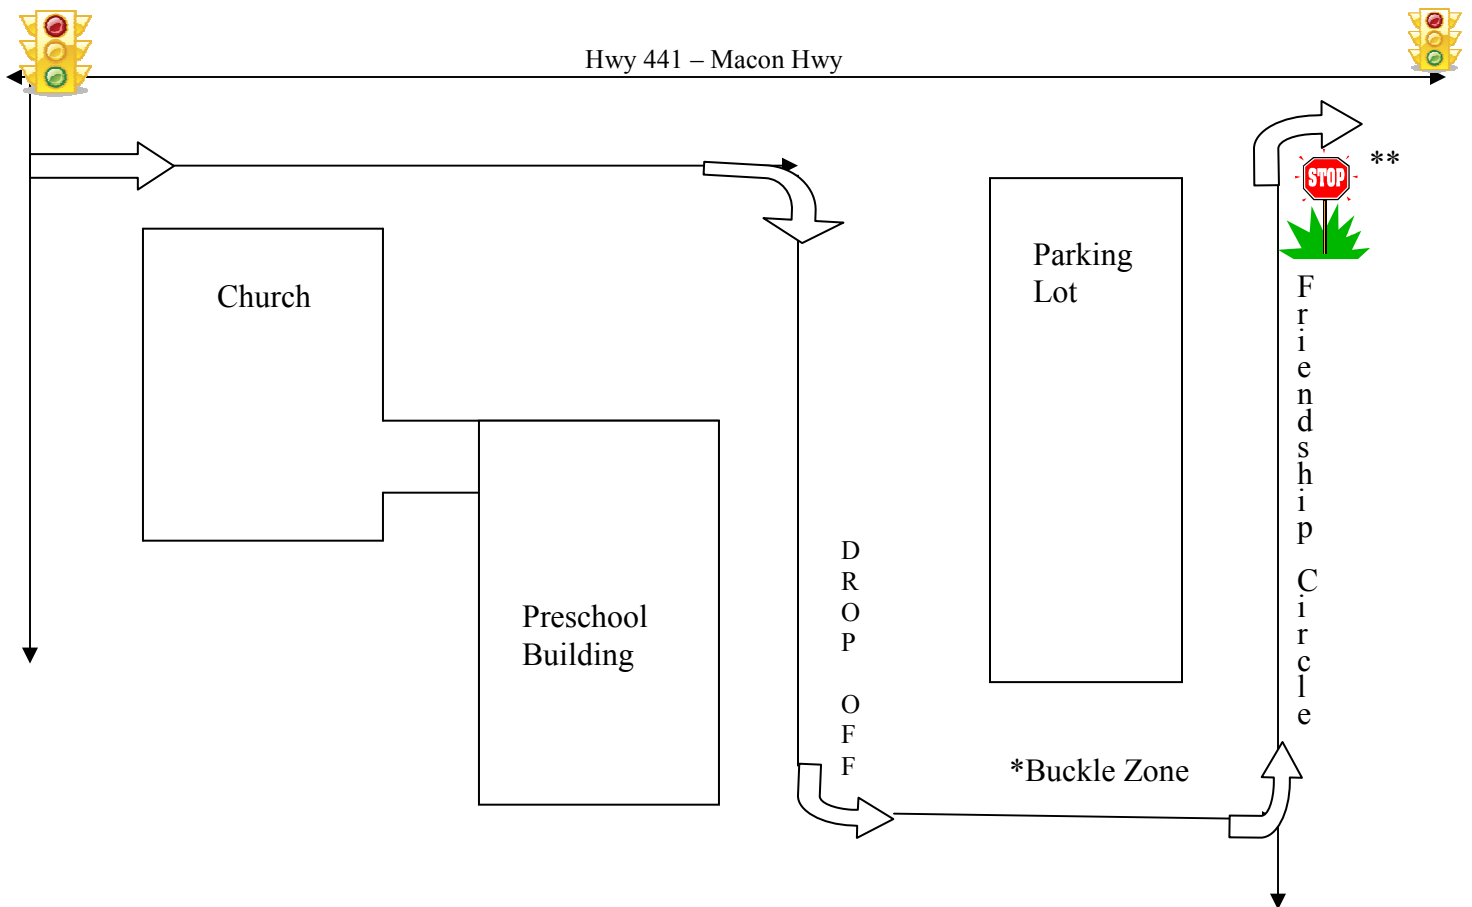 Hwy 441 – Macon Hwy
**
STOP
Church
Parking
Lot
Friendship Circle
DROP OFF
Preschool
Building
*Buckle Zone